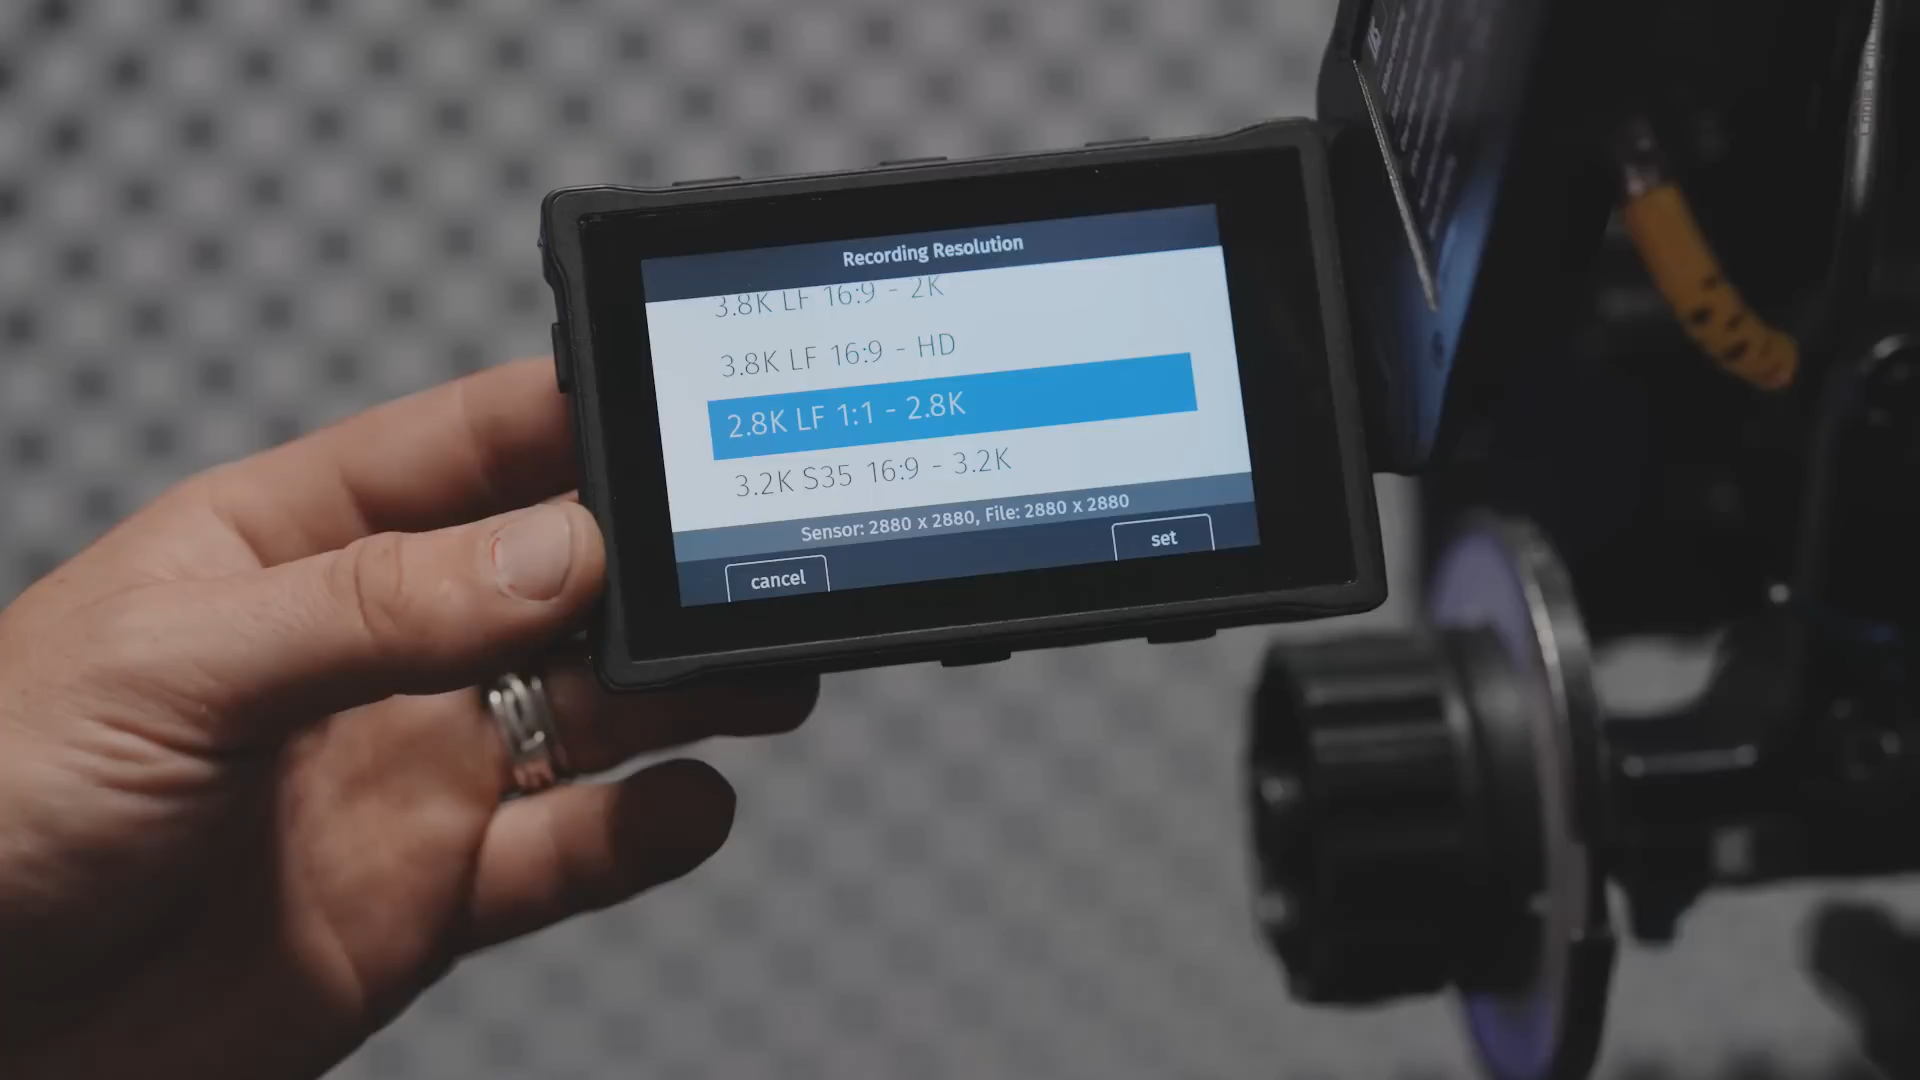 Recording Resolution
3.8K LF 16:9 - 2K
3.8K LF 16:9 - HD
2.8K LF 1:1 - 2.8K
3.2K S35 16:9 - 3.2K
Sensor: 2880 x 2880, File: 2880 x 2880
cancel
set